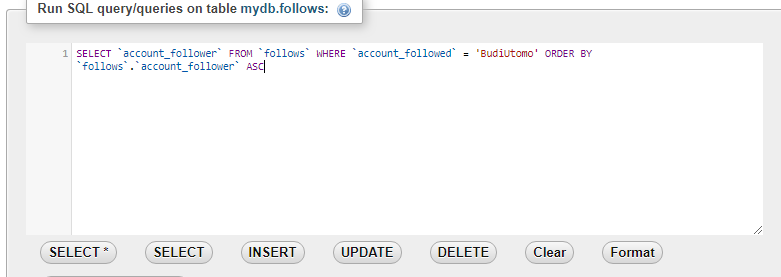 Run SQL query/queries on table mydb.follows:
1 SELECT `account_follower` FROM `follows` WHERE `account_followed` = 'BudiUtomo' ORDER BY
`follows`.`account_follower` ASC
SELECT * SELECT INSERT UPDATE DELETE Clear Format